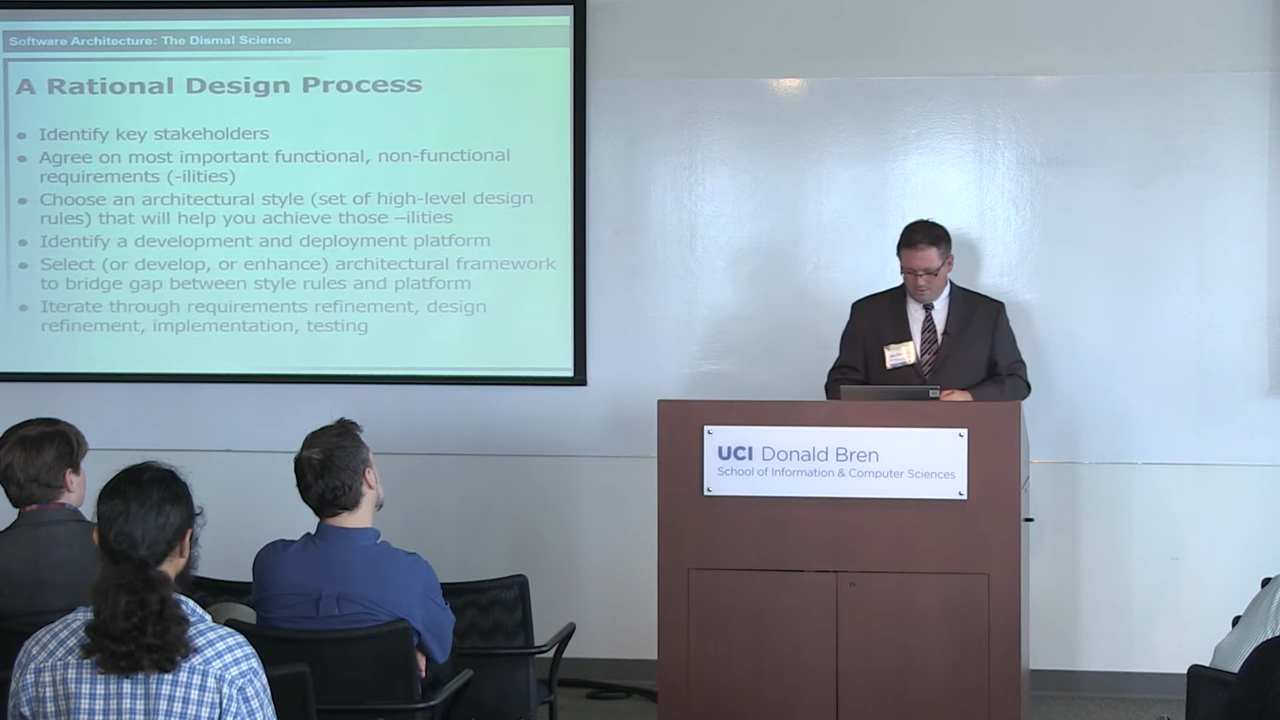 Software Architecture: The Dismal Science
A Rational Design Process
Identify key stakeholders
Agree on most important functional, non-functional
requirements (-ilities)
Choose an architectural style (set of high-level design
rules) that will help you achieve those –ilities
Identify a development and deployment platform
Select (or develop, or enhance) architectural framework
to bridge gap between style rules and platform
Iterate through requirements refinement, design
refinement, implementation, testing
UCI Donald Bren
School of Information & Computer Sciences